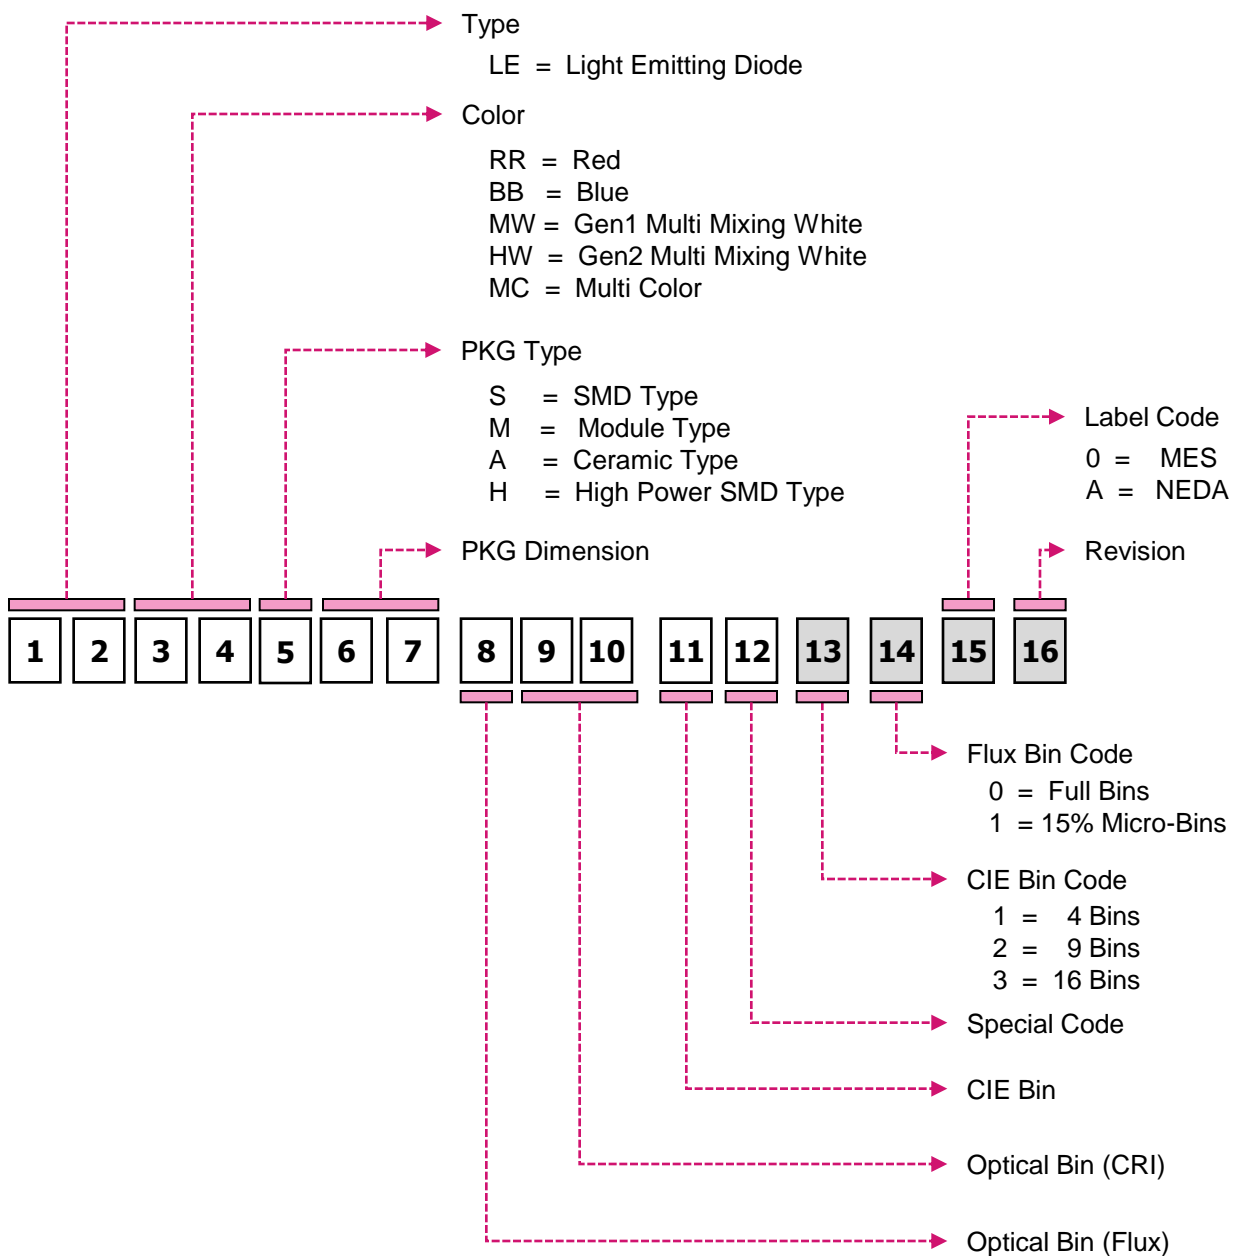 Type
LE = Light Emitting Diode
Color
RR = Red
BB = Blue
MW = Gen1 Multi Mixing White
HW = Gen2 Multi Mixing White
MC = Multi Color
PKG Type
S = SMD Type
M = Module Type
A = Ceramic Type
H = High Power SMD Type
Label Code
0 = MES
A = NEDA
PKG Dimension
Revision
1 2 3 4 5 6 7 8 9 10 11 12 13 14 15 16
Flux Bin Code
0 = Full Bins
1 = 15% Micro-Bins
CIE Bin Code
1 = 4 Bins
2 = 9 Bins
3 = 16 Bins
Special Code
CIE Bin
Optical Bin (CRI)
Optical Bin (Flux)